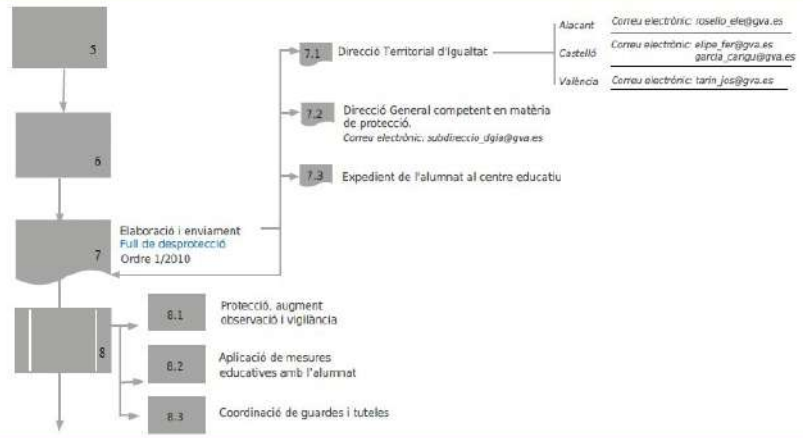 5
7.1
Direcció Territorial d'Igualtat
Alacant
Correu electrònic: rosello_ele@gva.es
Castelló
Correu electrònic: elipe_fer@gva.es
garcia_cangu@gva.es
València
Correu electrònic: tarin_jos@gva.es
7.2
Direcció General competent en matèria
de protecció.
Correu electrònic: subdireccio_dgia@gva.es
6
7.3
Expedient de l'alumnat al centre educatiu
7
Elaboració i enviament
Full de desprotecció
Ordre 1/2010
8
8.1
Protecció, augment
observació i vigilància
8.2
Aplicació de mesures
educatives amb l'alumnat
8.3
Coordinació de guardes i tuteles